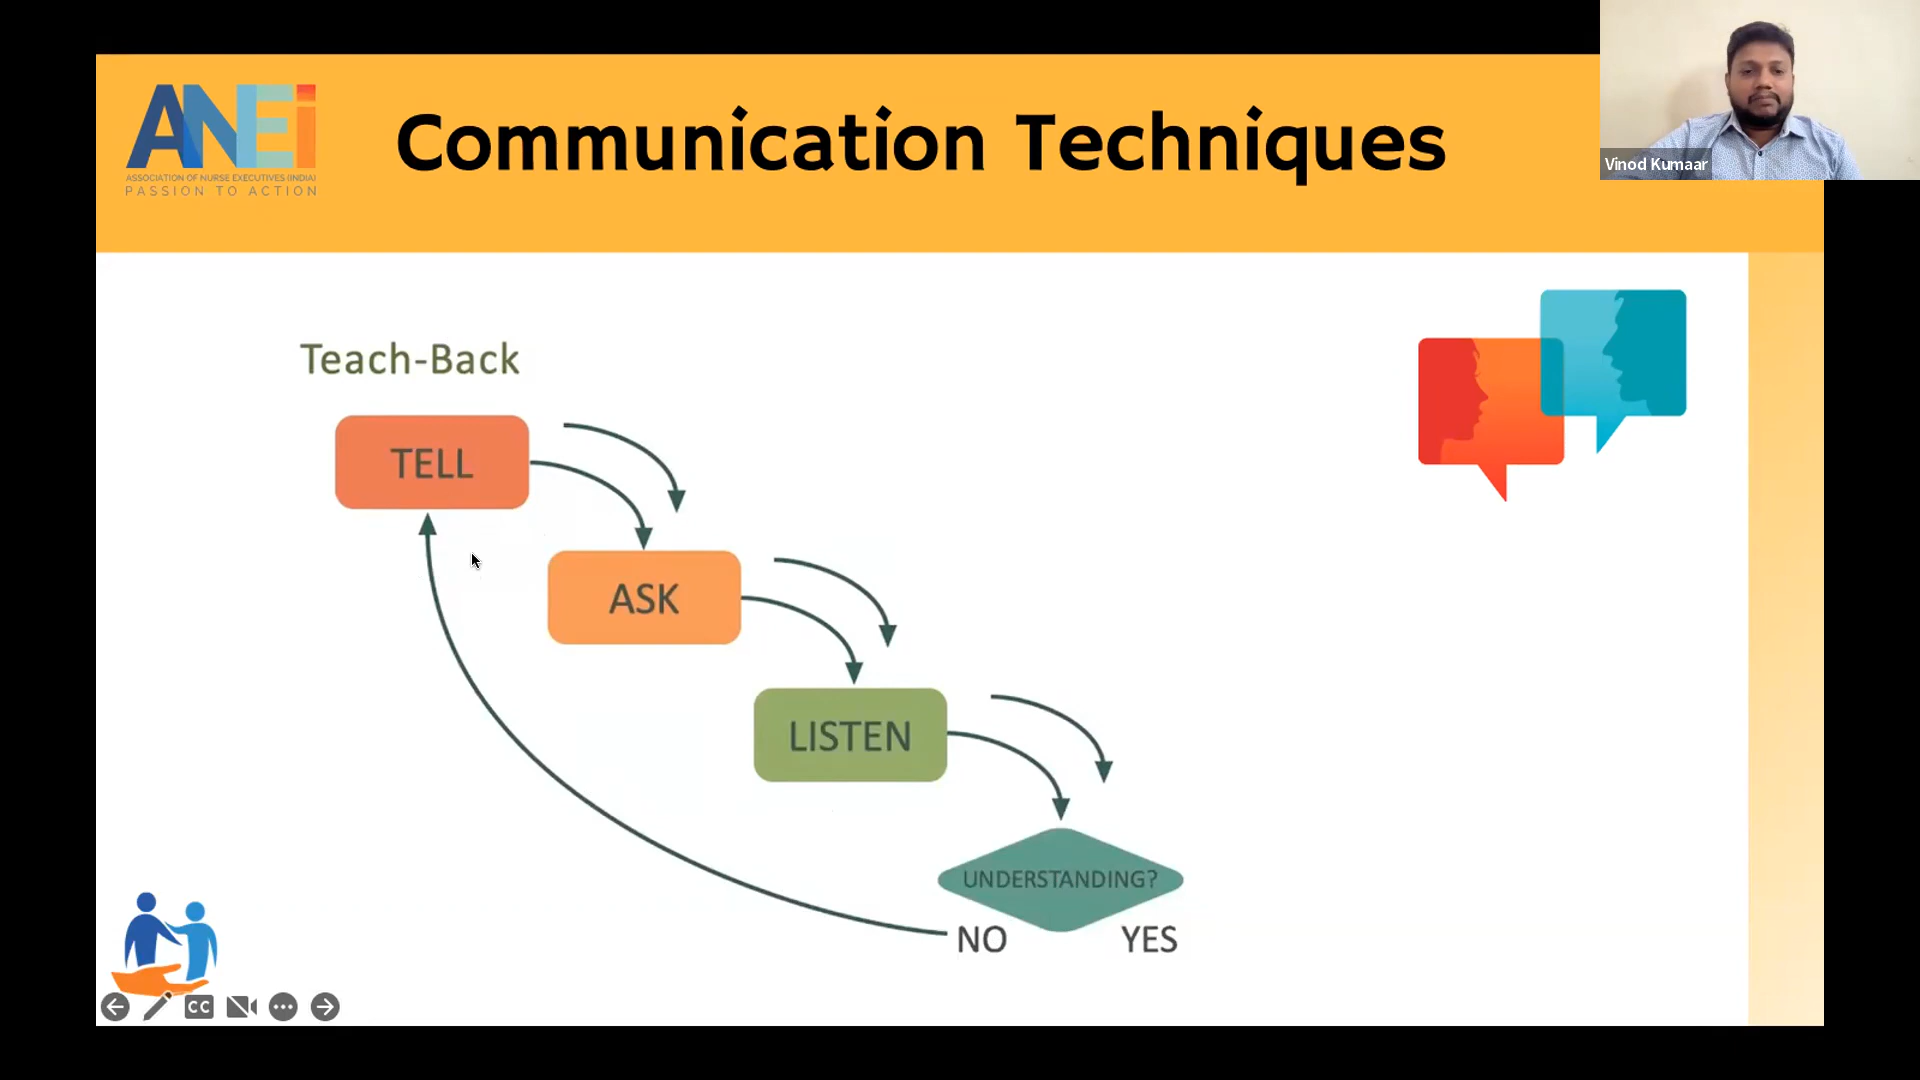 ANEi
ASSOCIATION OF NURSE EXECUTIVES (INDIA)
PASSION TO ACTION
Communication Techniques
Vinod Kumaar
Teach-Back
TELL
ASK
LISTEN
UNDERSTANDING?
NO
YES
CC